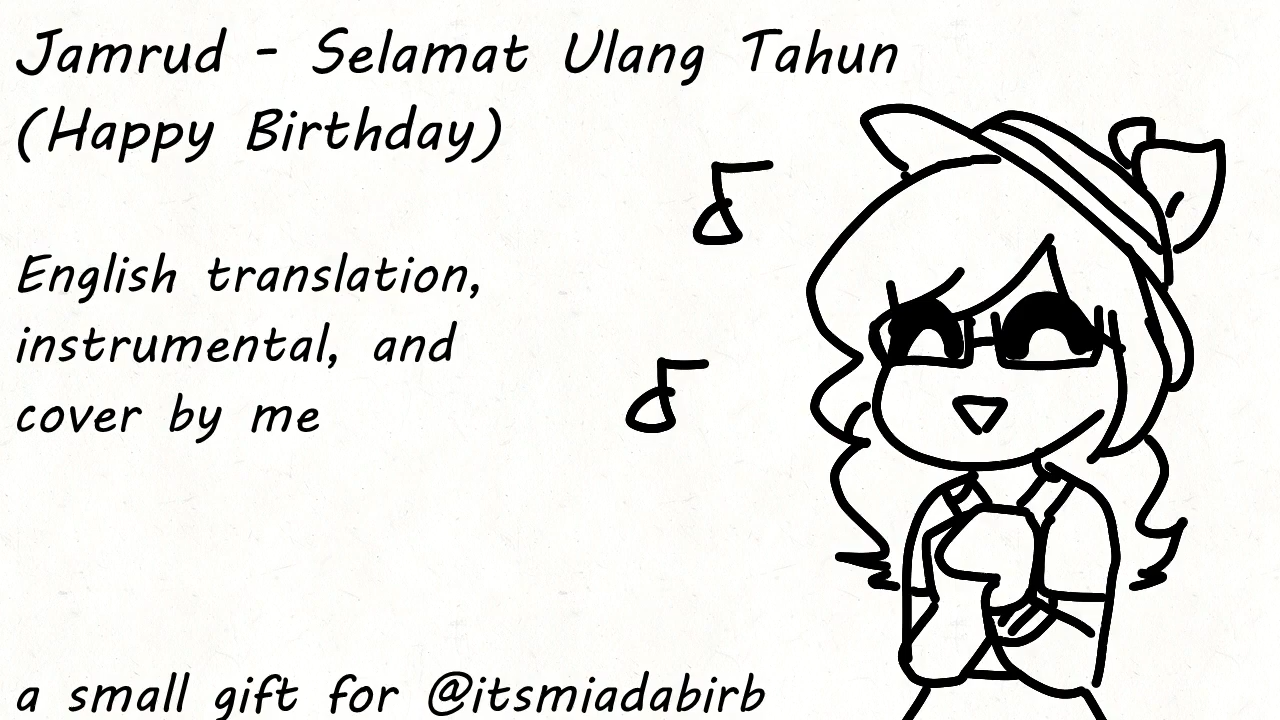 Jamrud - Selamat Ulang Tahun
(Happy Birthday)
English translation,
instrumental, and
cover by me
a small gift for @itsmiadabirb